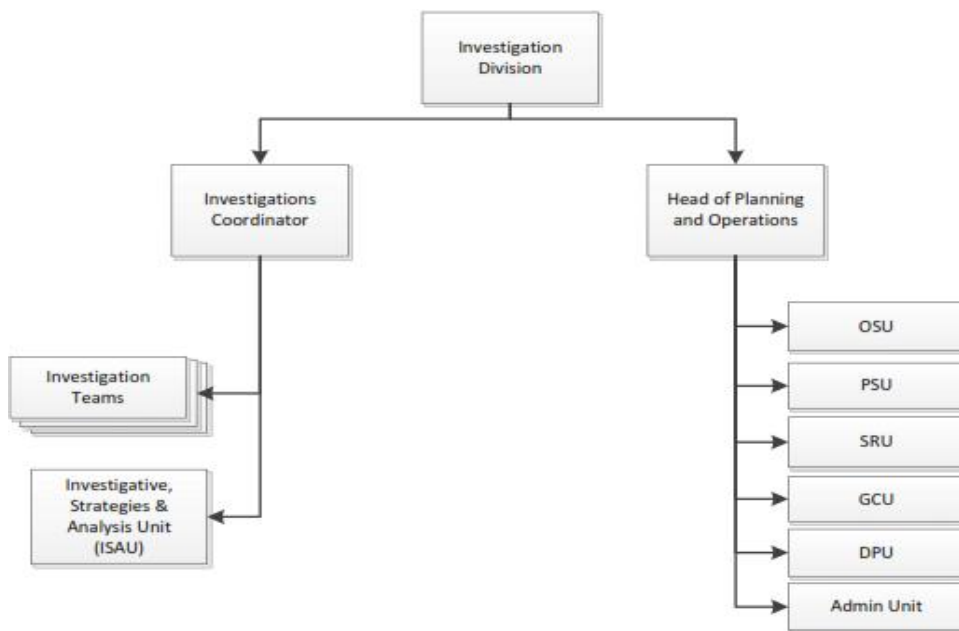 Investigation
Division
Investigations
Coordinator
Head of Planning
and Operations
Investigation
Teams
Investigative,
Strategies &
Analysis Unit
(ISAU)
OSU
PSU
SRU
GCU
DPU
Admin Unit